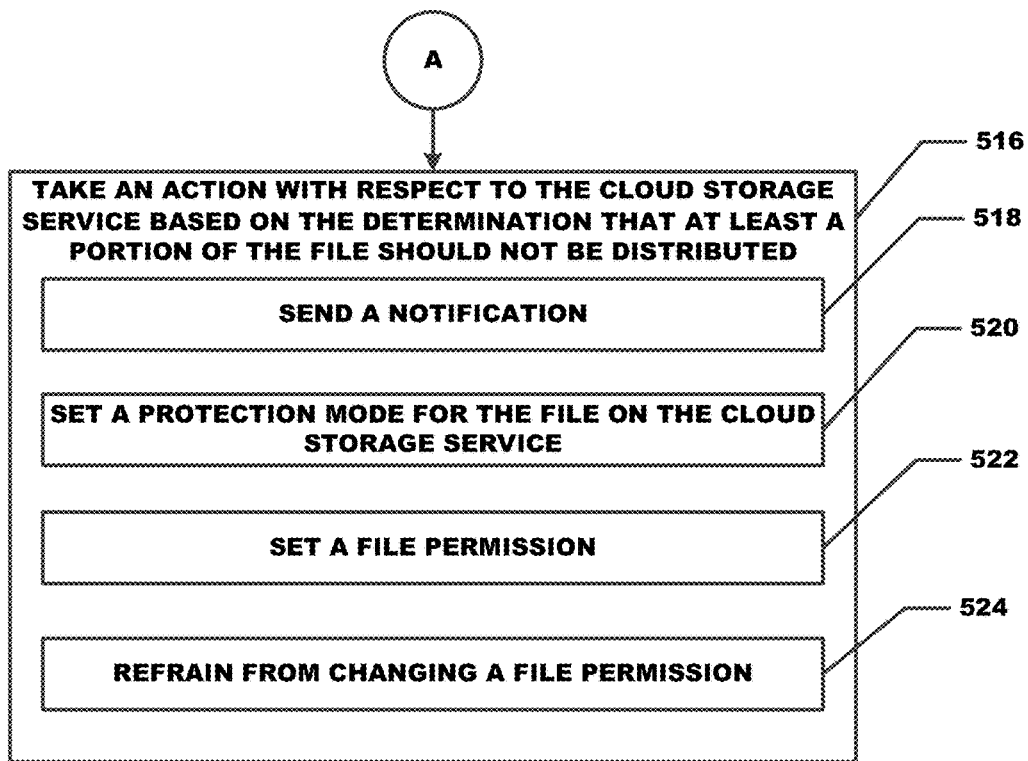 A
516
TAKE AN ACTION WITH RESPECT TO THE CLOUD STORAGE
SERVICE BASED ON THE DETERMINATION THAT AT LEAST A
PORTION OF THE FILE SHOULD NOT BE DISTRIBUTED
518
SEND A NOTIFICATION
520
SET A PROTECTION MODE FOR THE FILE ON THE CLOUD
STORAGE SERVICE
522
SET A FILE PERMISSION
524
REFRAIN FROM CHANGING A FILE PERMISSION